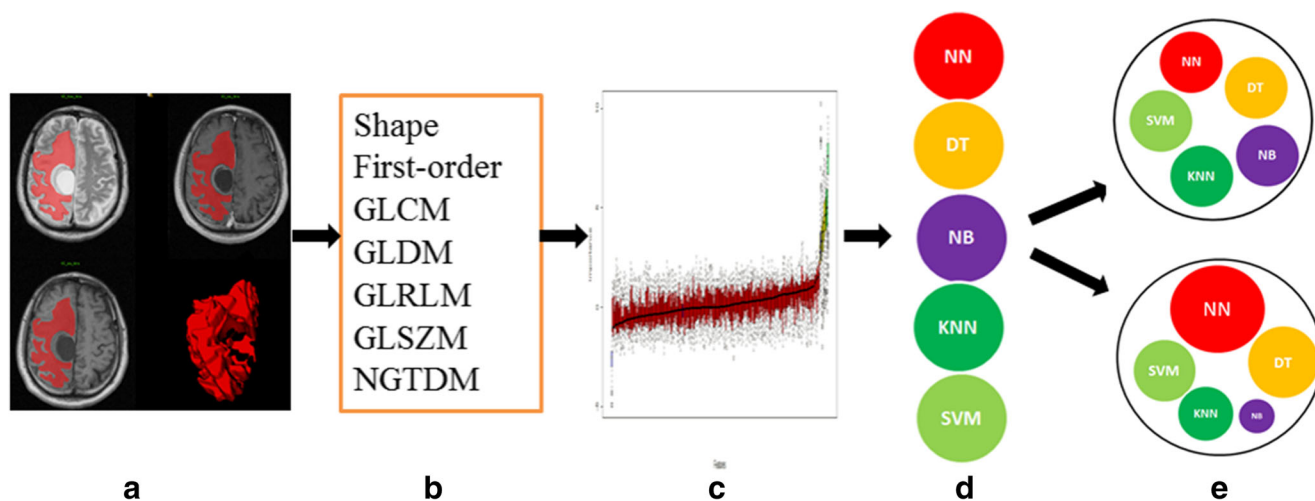 Shape
First-order
GLCM
GLDM
GLRLM
GLSZM
NGTDM
NN
DT
NB
KNN
SVM
NN
DT
SVM
NB
KNN
NN
DT
SVM
KNN
NB
a b c d e